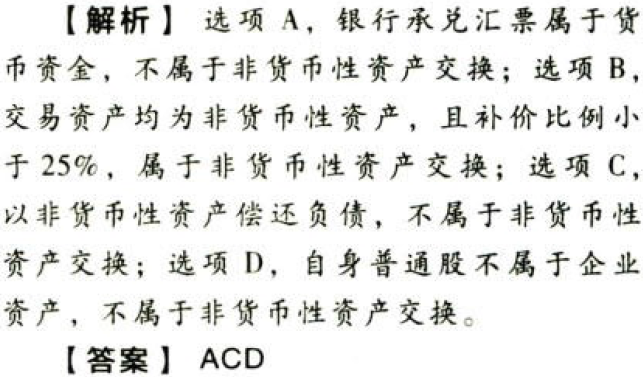 【解析】 选项 A，银行承兑汇票属于货
币资金，不属于非货币性资产交换；选项 B，
交易资产均为非货币性资产，且补价比例小
于 25%，属于非货币性资产交换；选项 C，
以非货币性资产偿还负债，不属于非货币性
资产交换；选项 D，自身普通股不属于企业
资产，不属于非货币性资产交换。
【答案】 ACD